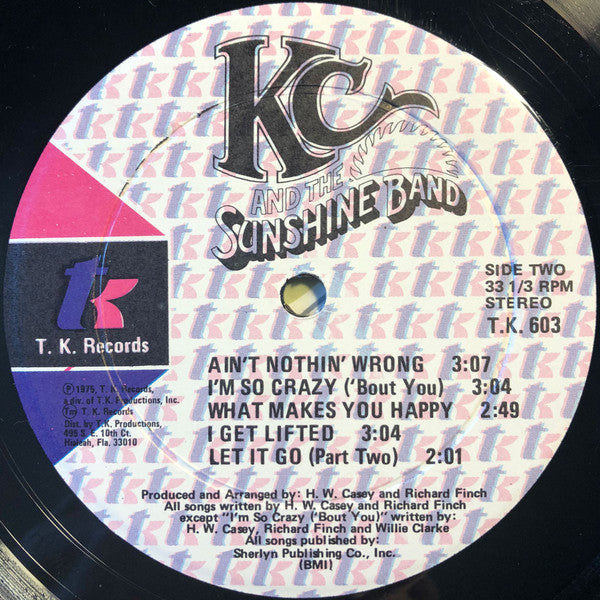 KC
AND THE
SUNSHINE BAND
SIDE TWO
33 1/3 RPM
STEREO
T.K. 603
tk
T. K. Records
AIN'T NOTHIN' WRONG 3:07
I'M SO CRAZY ('Bout You) 3:04
WHAT MAKES YOU HAPPY 2:49
I GET LIFTED 3:04
LET IT GO (Part Two) 2:01
℗ 1975, T. K. Records,
a div. of T.K. Productions, Inc.
TM T. K. Records
Dist. by T.K. Productions,
495 S. E. 10th Ct.
Hialeah, Fla. 33010
Produced and Arranged by: H. W. Casey and Richard Finch
All songs written by H. W. Casey and Richard Finch
except "I'm So Crazy ('Bout You)" written by:
H. W. Casey, Richard Finch and Willie Clarke
All songs published by:
Sherlyn Publishing Co., Inc.
(BMI)